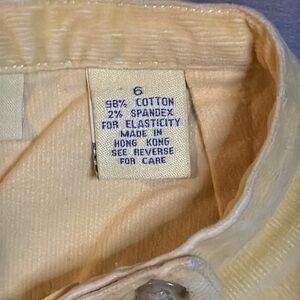 6
98% COTTON
2% SPANDEX
FOR ELASTICITY
MADE IN
HONG KONG
SEE REVERSE
FOR CARE